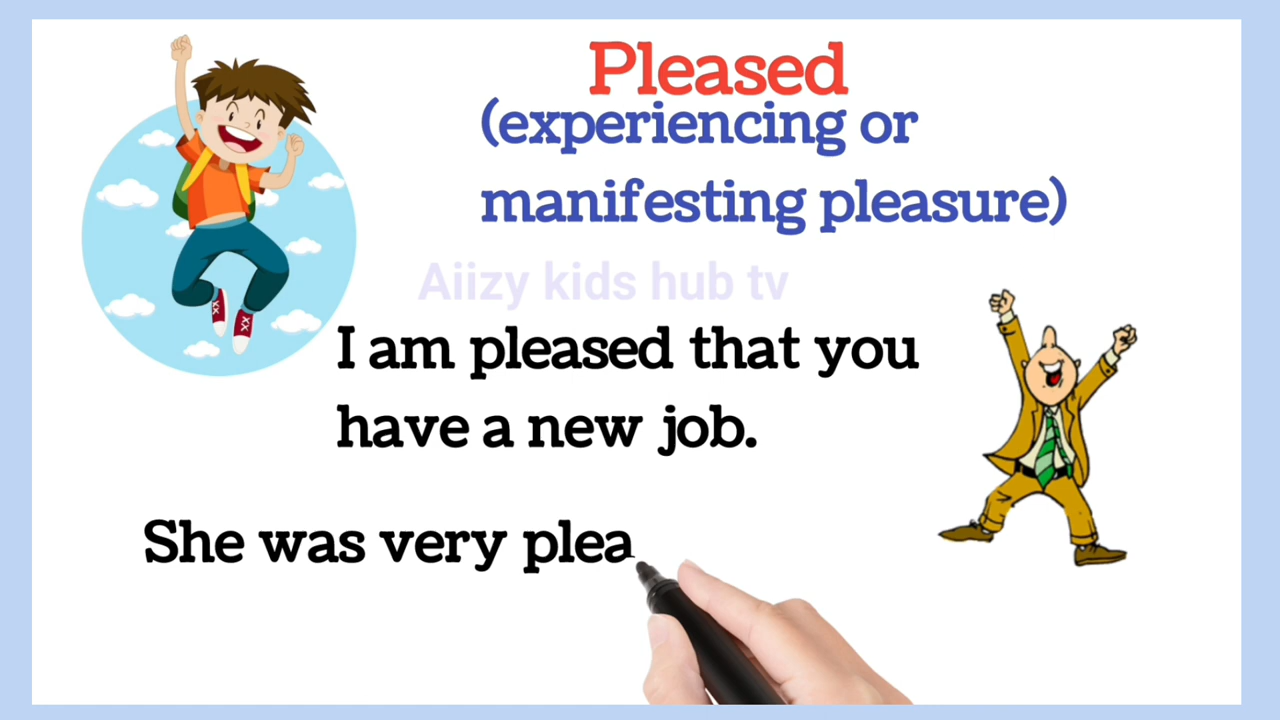 Pleased
(experiencing or
manifesting pleasure)
Aiizy kids hub tv
I am pleased that you
have a new job.
She was very plea